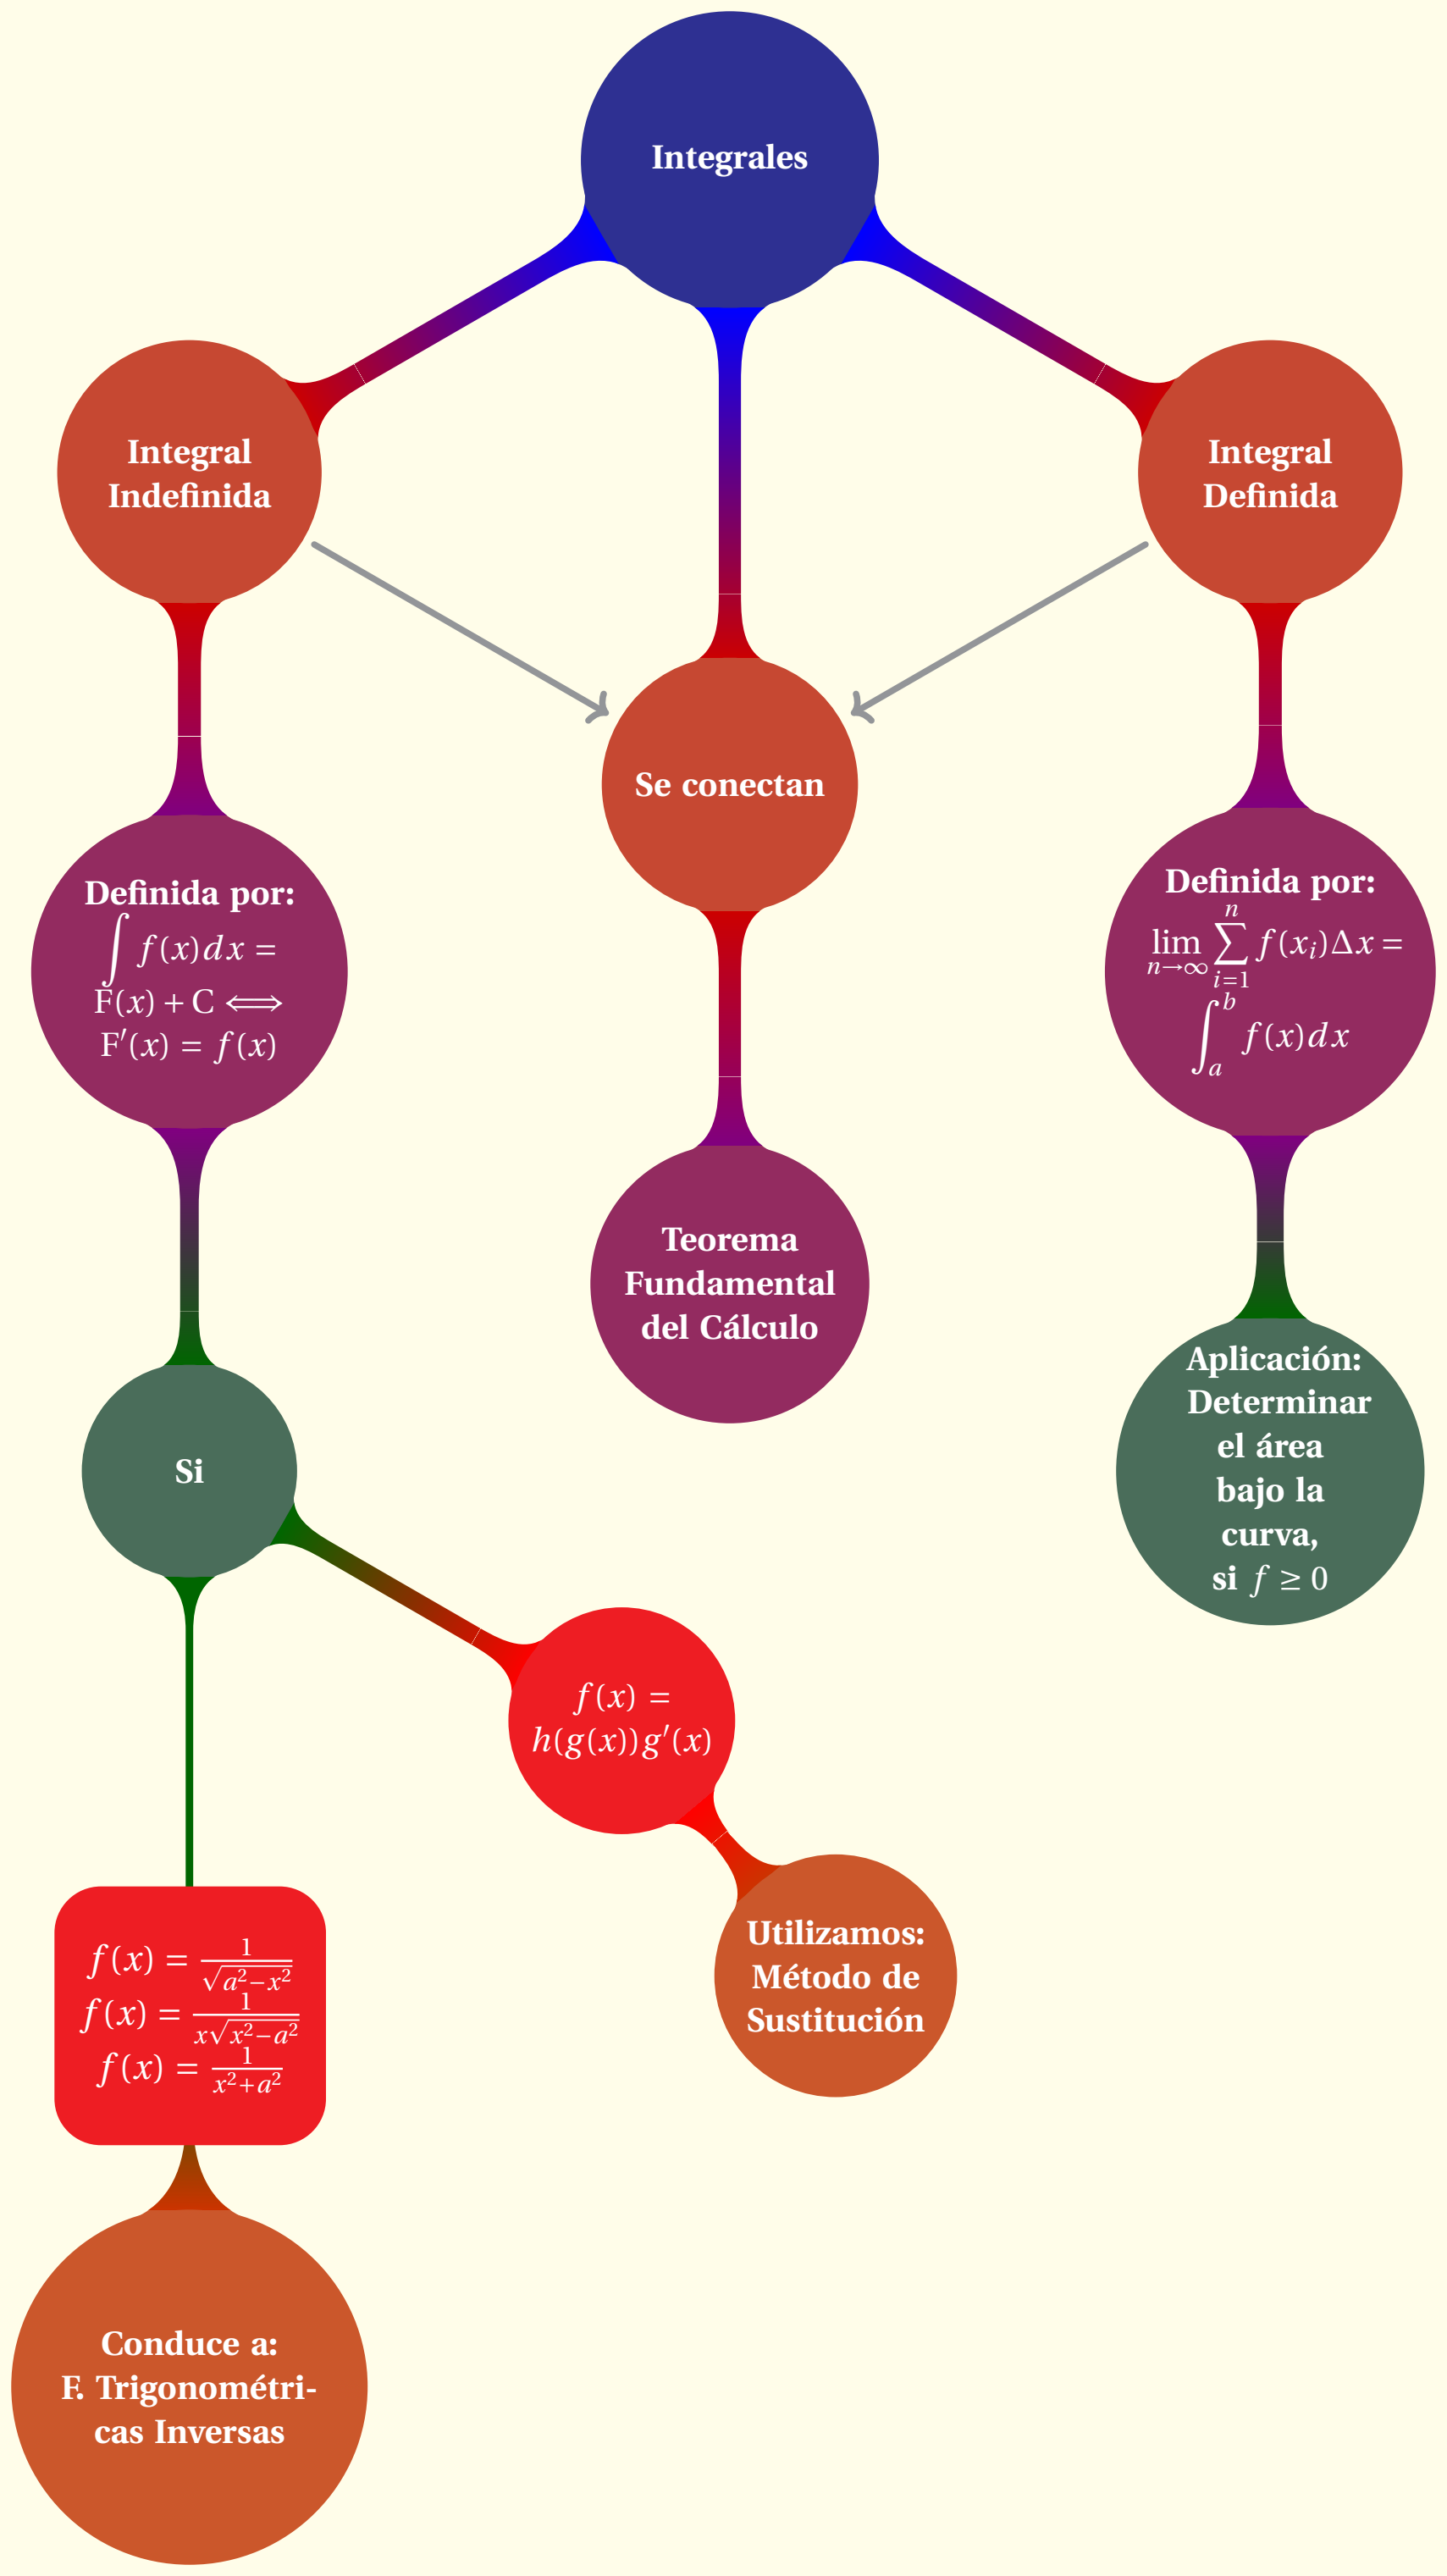 Integrales
Integral
Indefinida
Integral
Definida
Se conectan
Definida por:
∫ f(x)dx =
F(x) + C ⟺
F′(x) = f(x)
Definida por:
lim_{n→∞} ∑_{i=1}^{n} f(x_i)Δx =
∫_a^b f(x)dx
Teorema
Fundamental
del Cálculo
Si
Aplicación:
Determinar
el área
bajo la
curva,
si f ≥ 0
f(x) =
h(g(x))g′(x)
Utilizamos:
Método de
Sustitución
f(x) = 1/√(a²−x²)
f(x) = 1/(x√(x²−a²))
f(x) = 1/(x²+a²)
Conduce a:
F. Trigonométri-
cas Inversas